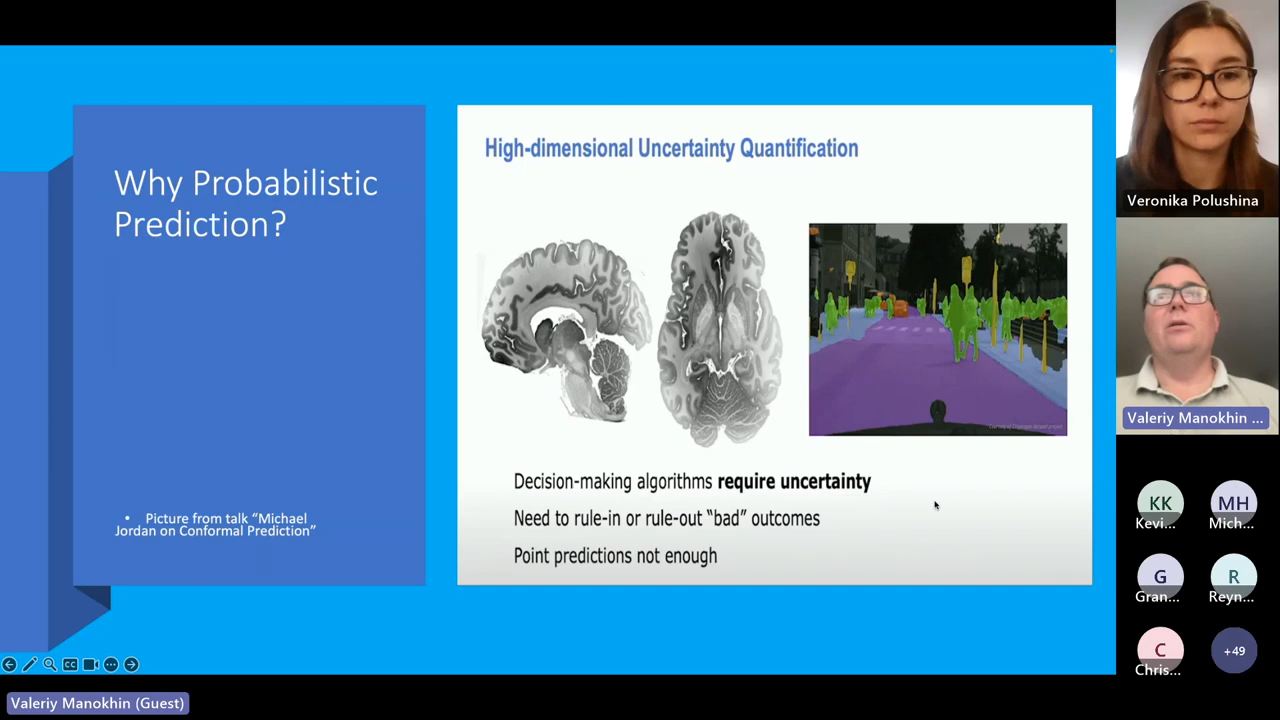 Why Probabilistic
Prediction?
• Picture from talk “Michael
Jordan on Conformal Prediction”
High-dimensional Uncertainty Quantification
Decision-making algorithms require uncertainty
Need to rule-in or rule-out “bad” outcomes
Point predictions not enough
Veronika Polushina
Valeriy Manokhin ...
KK
Kevi...
MH
Mich...
G
Gran...
R
Reyn...
C
Chris...
+49
CC
Valeriy Manokhin (Guest)